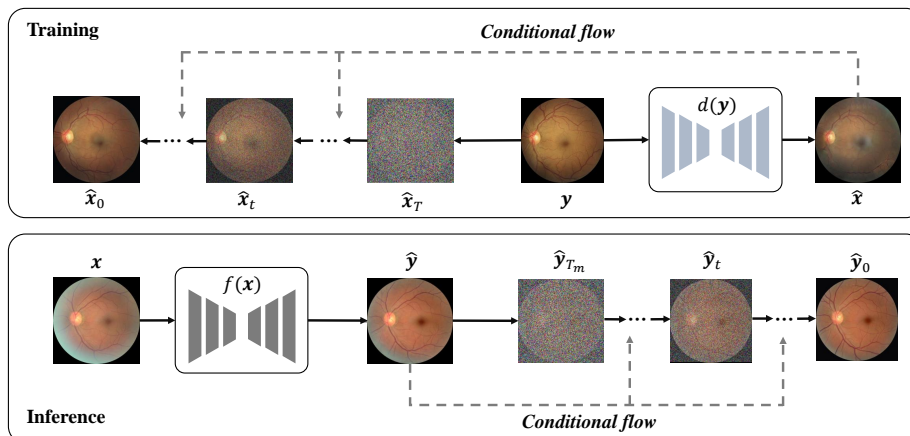 Training
Conditional flow
d(y)
x̂₀
x̂ₜ
x̂_T
y
x̂
x
f(x)
ŷ
ŷ_{T_m}
ŷₜ
ŷ₀
Conditional flow
Inference